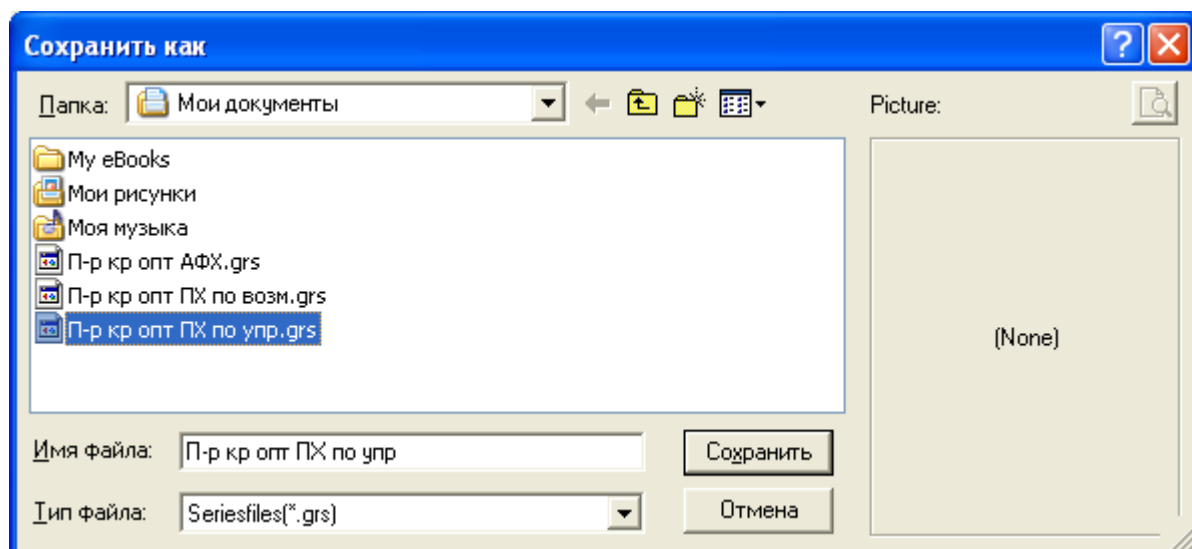 Сохранить как
Папка: Мои документы Picture:
My eBooks
Мои рисунки
Моя музыка
П-р кр опт АФХ.grs
П-р кр опт ПХ по возм.grs
П-р кр опт ПХ по упр.grs
(None)
Имя файла: П-р кр опт ПХ по упр Сохранить
Тип файла: Seriesfiles(*.grs) Отмена